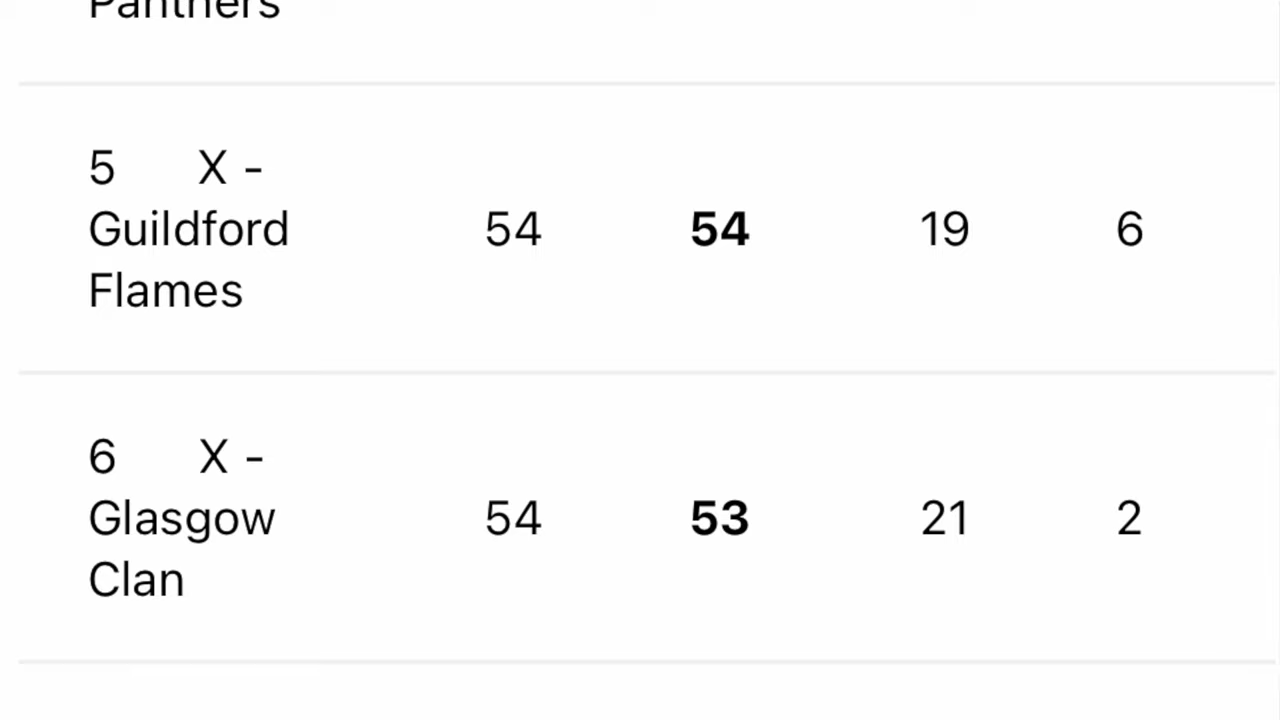 Panthers
5 X -
Guildford 54 54 19 6
Flames
6 X -
Glasgow 54 53 21 2
Clan